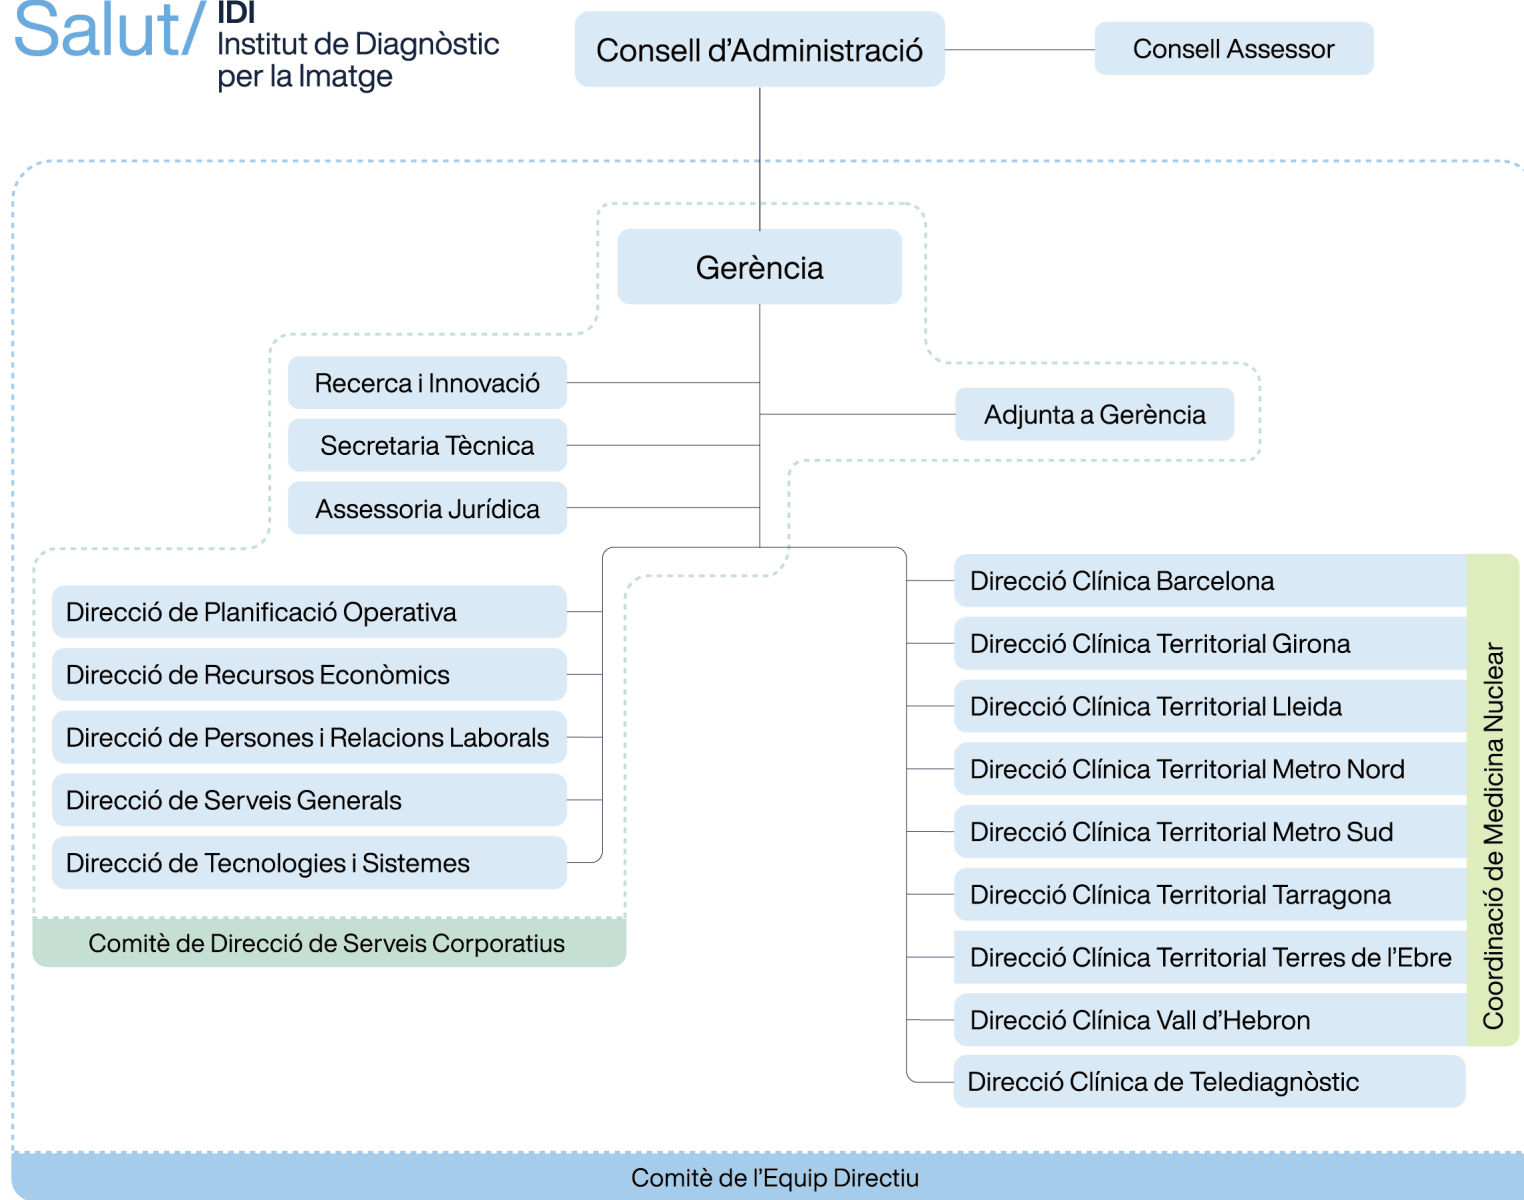 Salut/
IDI
Institut de Diagnòstic
per la Imatge
Consell d'Administració
Consell Assessor
Gerència
Recerca i Innovació
Adjunta a Gerència
Secretaria Tècnica
Assessoria Jurídica
Direcció de Planificació Operativa
Direcció de Recursos Econòmics
Direcció de Persones i Relacions Laborals
Direcció de Serveis Generals
Direcció de Tecnologies i Sistemes
Comitè de Direcció de Serveis Corporatius
Direcció Clínica Barcelona
Direcció Clínica Territorial Girona
Direcció Clínica Territorial Lleida
Direcció Clínica Territorial Metro Nord
Direcció Clínica Territorial Metro Sud
Direcció Clínica Territorial Tarragona
Direcció Clínica Territorial Terres de l'Ebre
Direcció Clínica Vall d'Hebron
Direcció Clínica de Telediagnòstic
Coordinació de Medicina Nuclear
Comitè de l'Equip Directiu